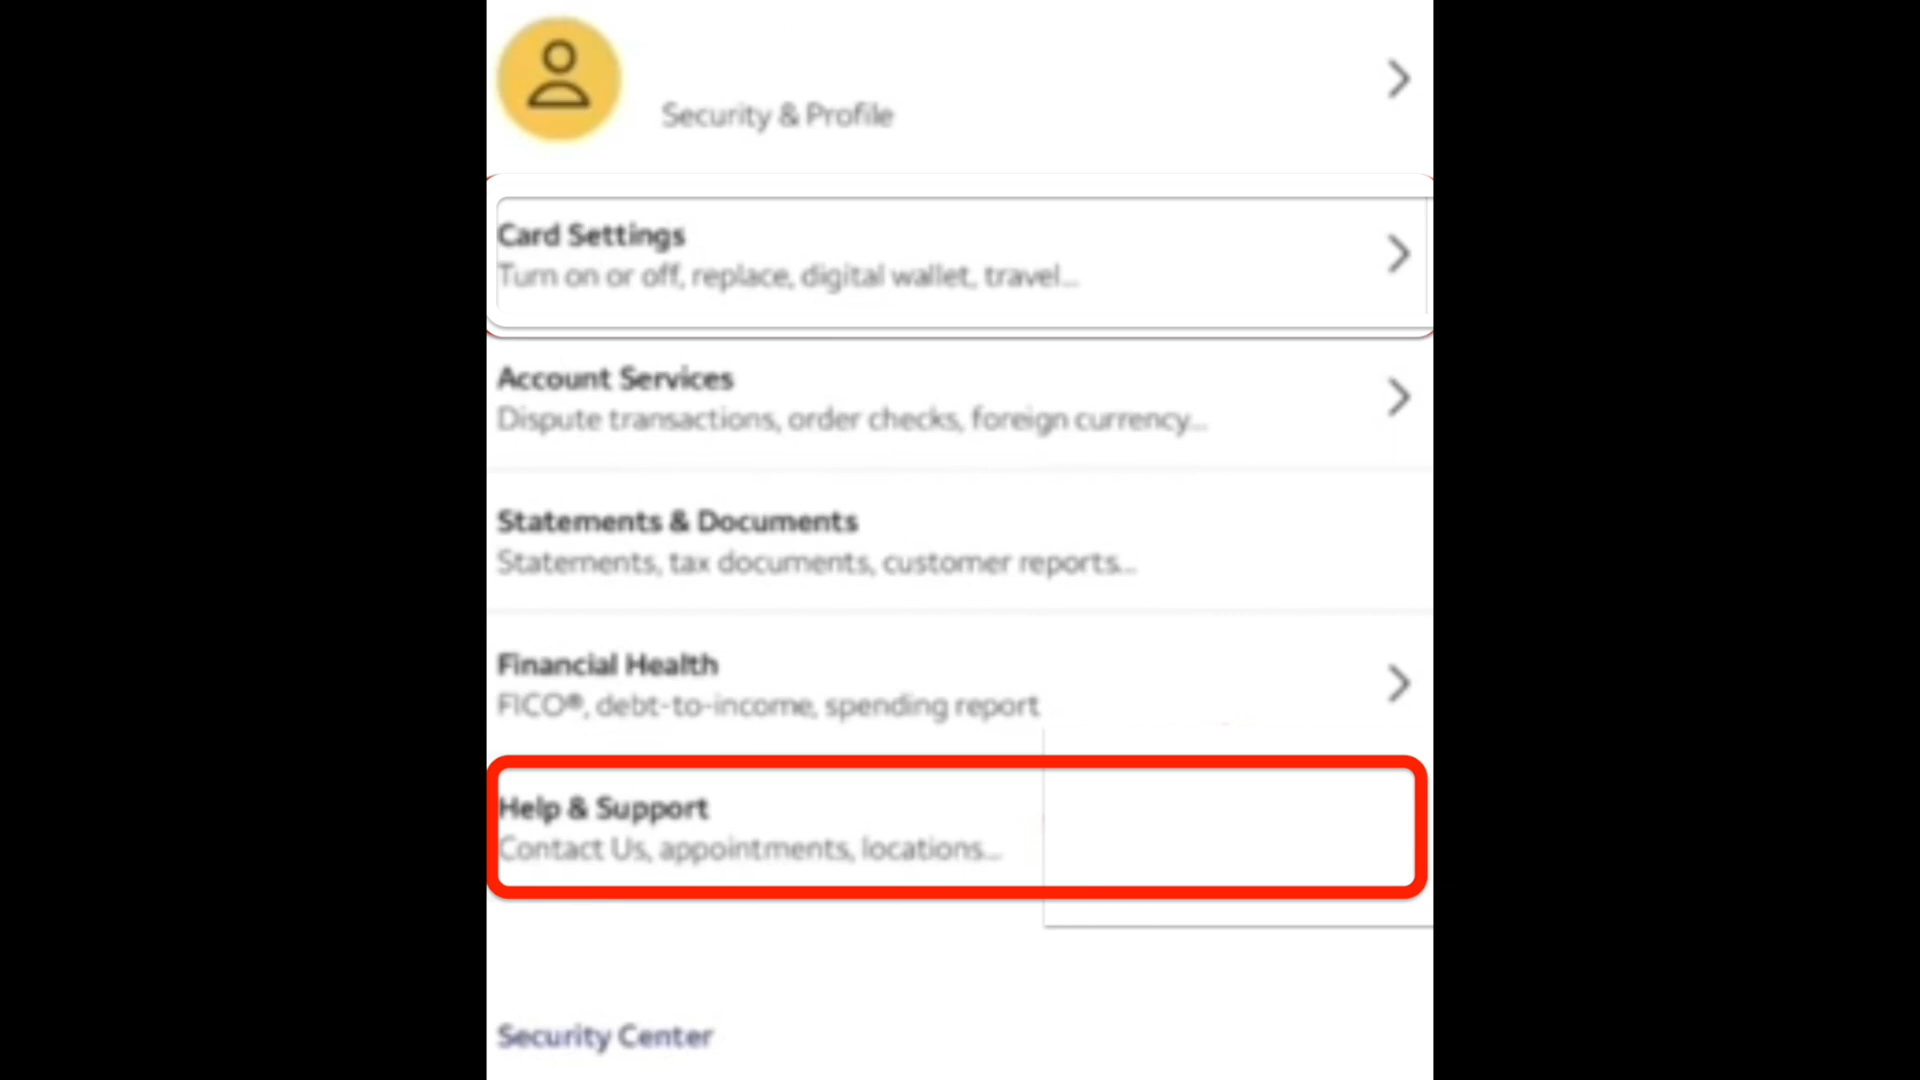 Security & Profile
Card Settings
Turn on or off, replace, digital wallet, travel...
Account Services
Dispute transactions, order checks, foreign currency...
Statements & Documents
Statements, tax documents, customer reports...
Financial Health
FICO®, debt-to-income, spending report
Help & Support
Contact Us, appointments, locations...
Security Center